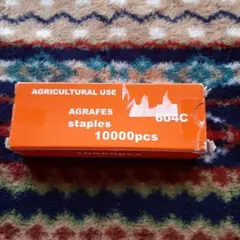 AGRICULTURAL USE
AGRAFES
604C
staples
10000pcs